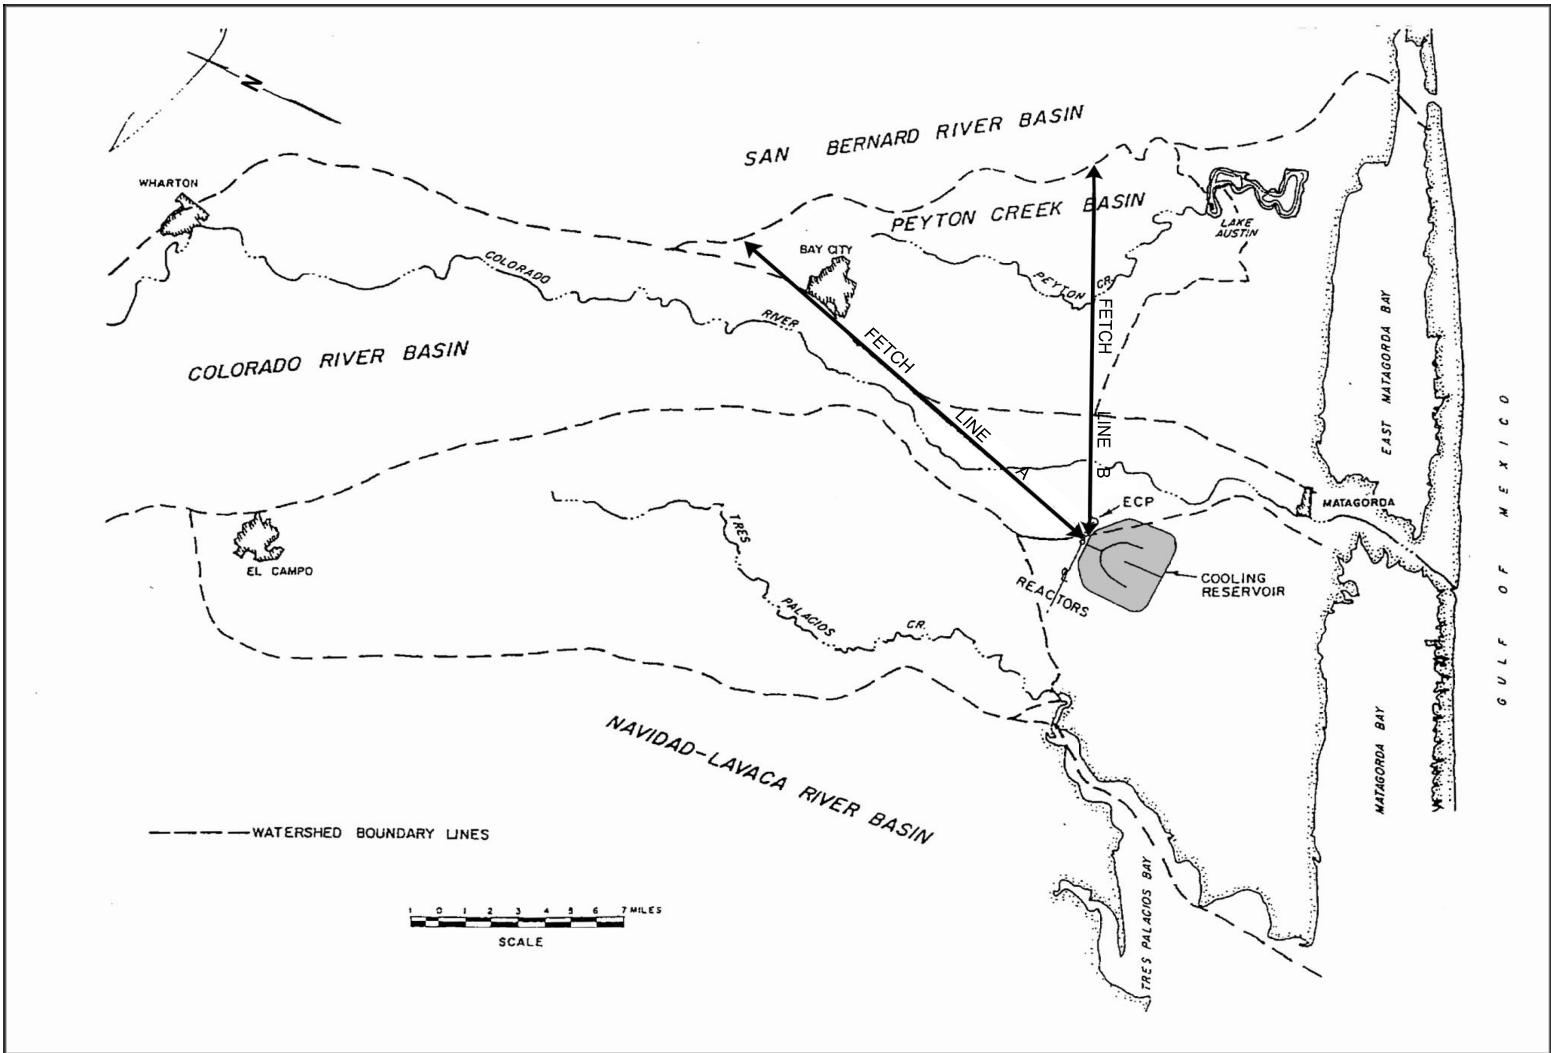 N
SAN BERNARD RIVER BASIN
WHARTON
PEYTON CREEK BASIN
LAKE
AUSTIN
BAY CITY
COLORADO
RIVER
PEYTON CR.
FETCH
LINE
A
FETCH
LINE
B
COLORADO RIVER BASIN
EAST MATAGORDA BAY
GULF OF MEXICO
ECP
MATAGORDA
TRES
PALACIOS
CR.
EL CAMPO
REACTORS
COOLING
RESERVOIR
NAVIDAD-LAVACA RIVER BASIN
MATAGORDA BAY
TRES PALACIOS BAY
WATERSHED BOUNDARY LINES
1 0 1 2 3 4 5 6 7 MILES
SCALE